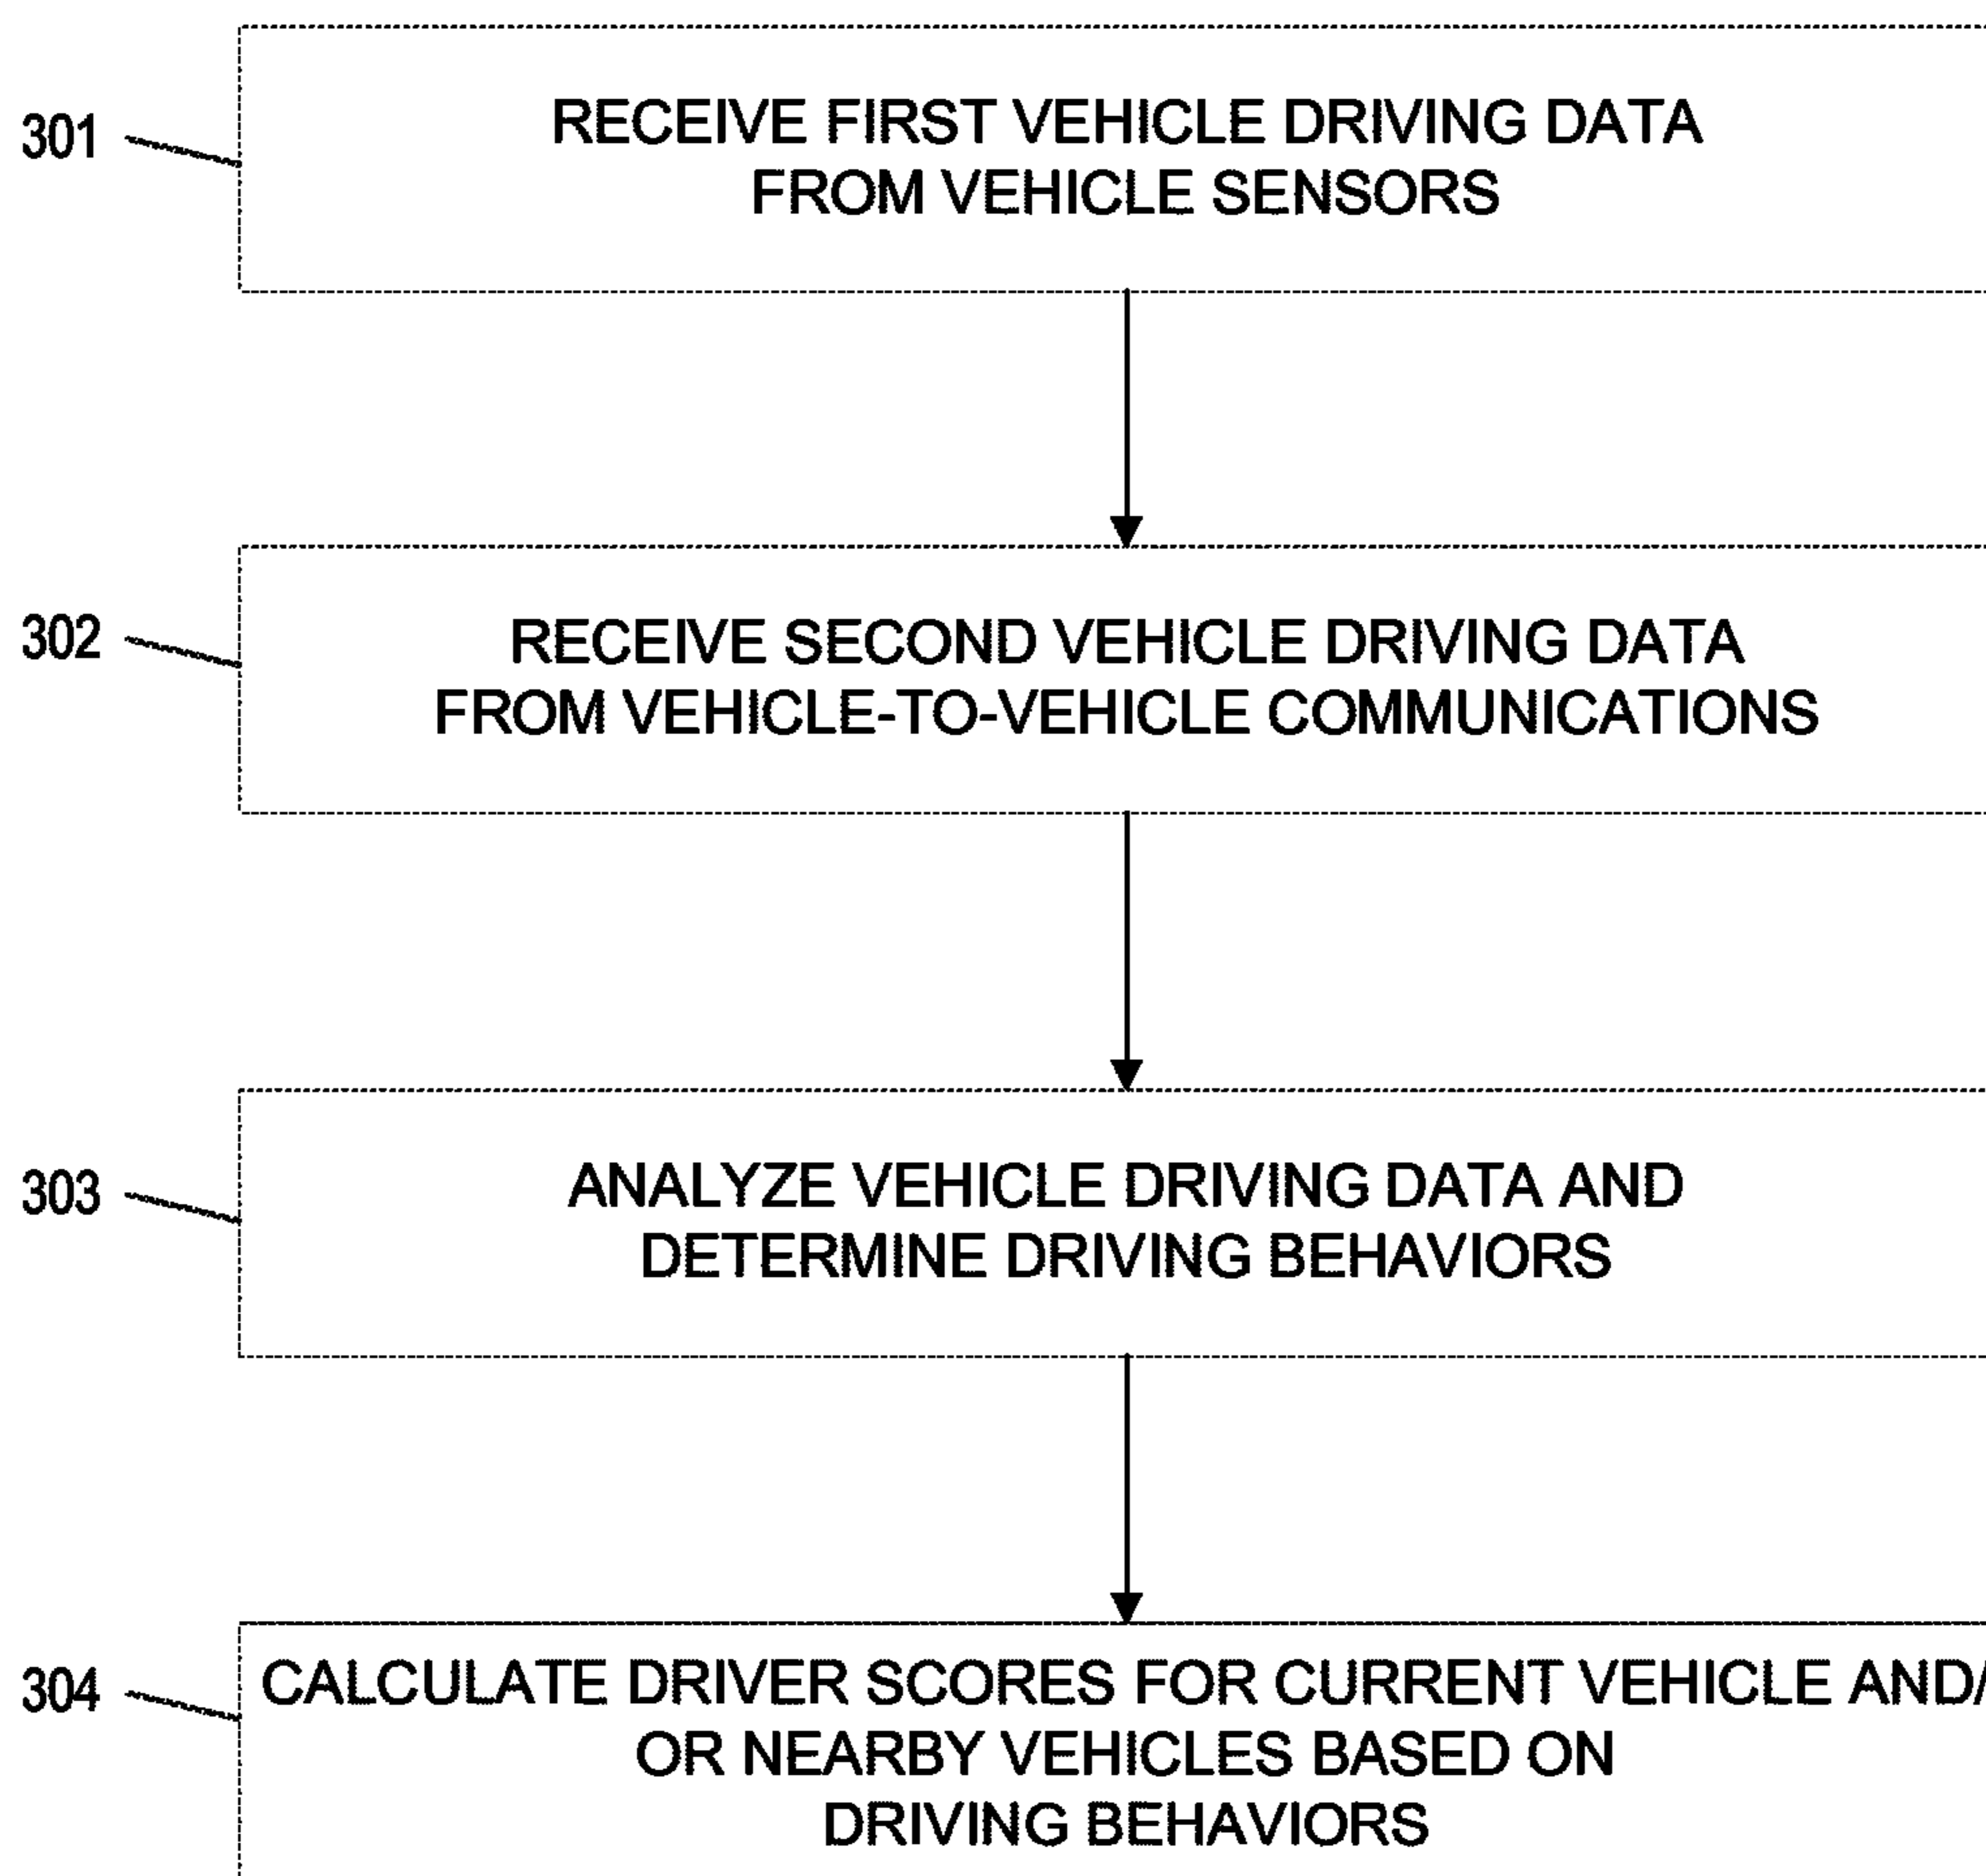 301
RECEIVE FIRST VEHICLE DRIVING DATA
FROM VEHICLE SENSORS
302
RECEIVE SECOND VEHICLE DRIVING DATA
FROM VEHICLE-TO-VEHICLE COMMUNICATIONS
303
ANALYZE VEHICLE DRIVING DATA AND
DETERMINE DRIVING BEHAVIORS
304
CALCULATE DRIVER SCORES FOR CURRENT VEHICLE AND/
OR NEARBY VEHICLES BASED ON
DRIVING BEHAVIORS